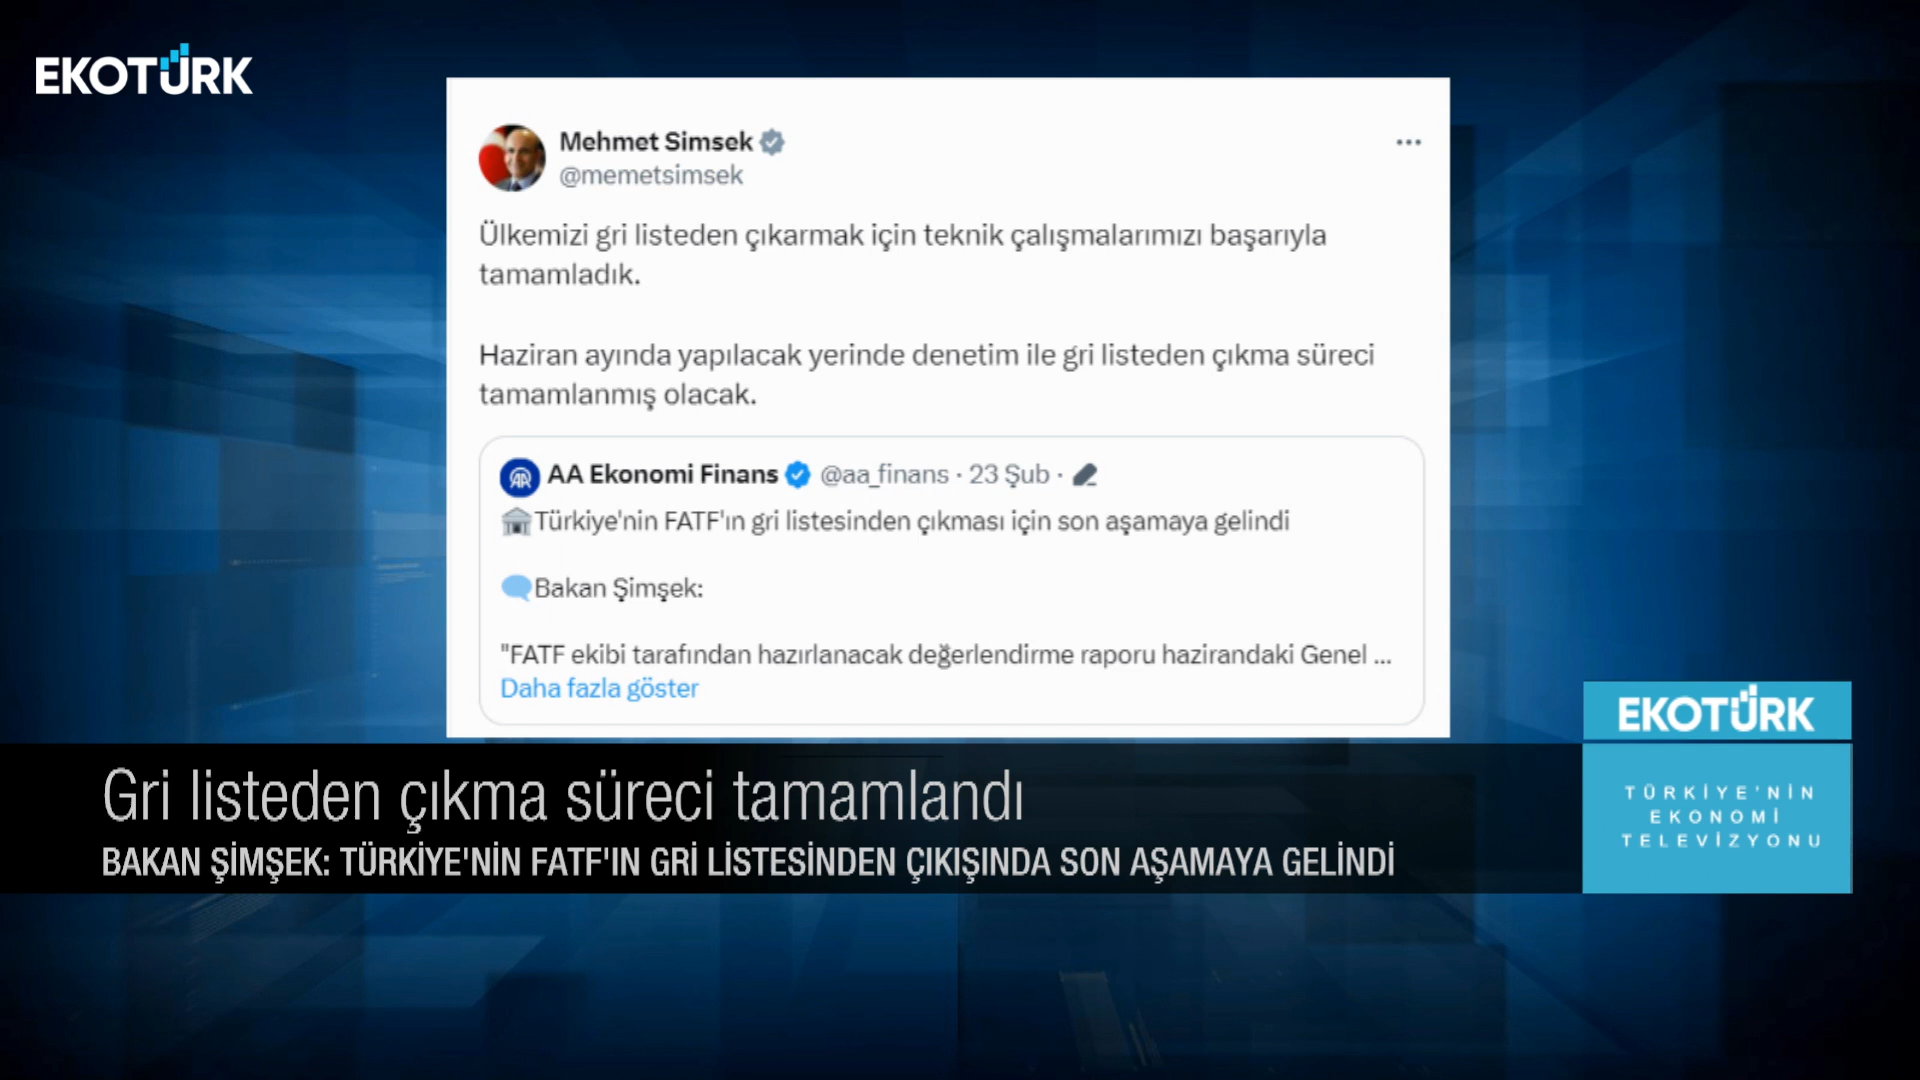 EKOTÜRK
Mehmet Simsek
@memetsimsek
Ülkemizi gri listeden çıkarmak için teknik çalışmalarımızı başarıyla
tamamladık.
Haziran ayında yapılacak yerinde denetim ile gri listeden çıkma süreci
tamamlanmış olacak.
AA Ekonomi Finans @aa_finans · 23 Şub ·
Türkiye'nin FATF'ın gri listesinden çıkması için son aşamaya gelindi
Bakan Şimşek:
"FATF ekibi tarafından hazırlanacak değerlendirme raporu hazirandaki Genel ...
Daha fazla göster
Gri listeden çıkma süreci tamamlandı
BAKAN ŞİMŞEK: TÜRKİYE'NİN FATF'IN GRİ LİSTESİNDEN ÇIKIŞINDA SON AŞAMAYA GELİNDİ
EKOTÜRK
TÜRKİYE'NİN
EKONOMİ
TELEVİZYONU